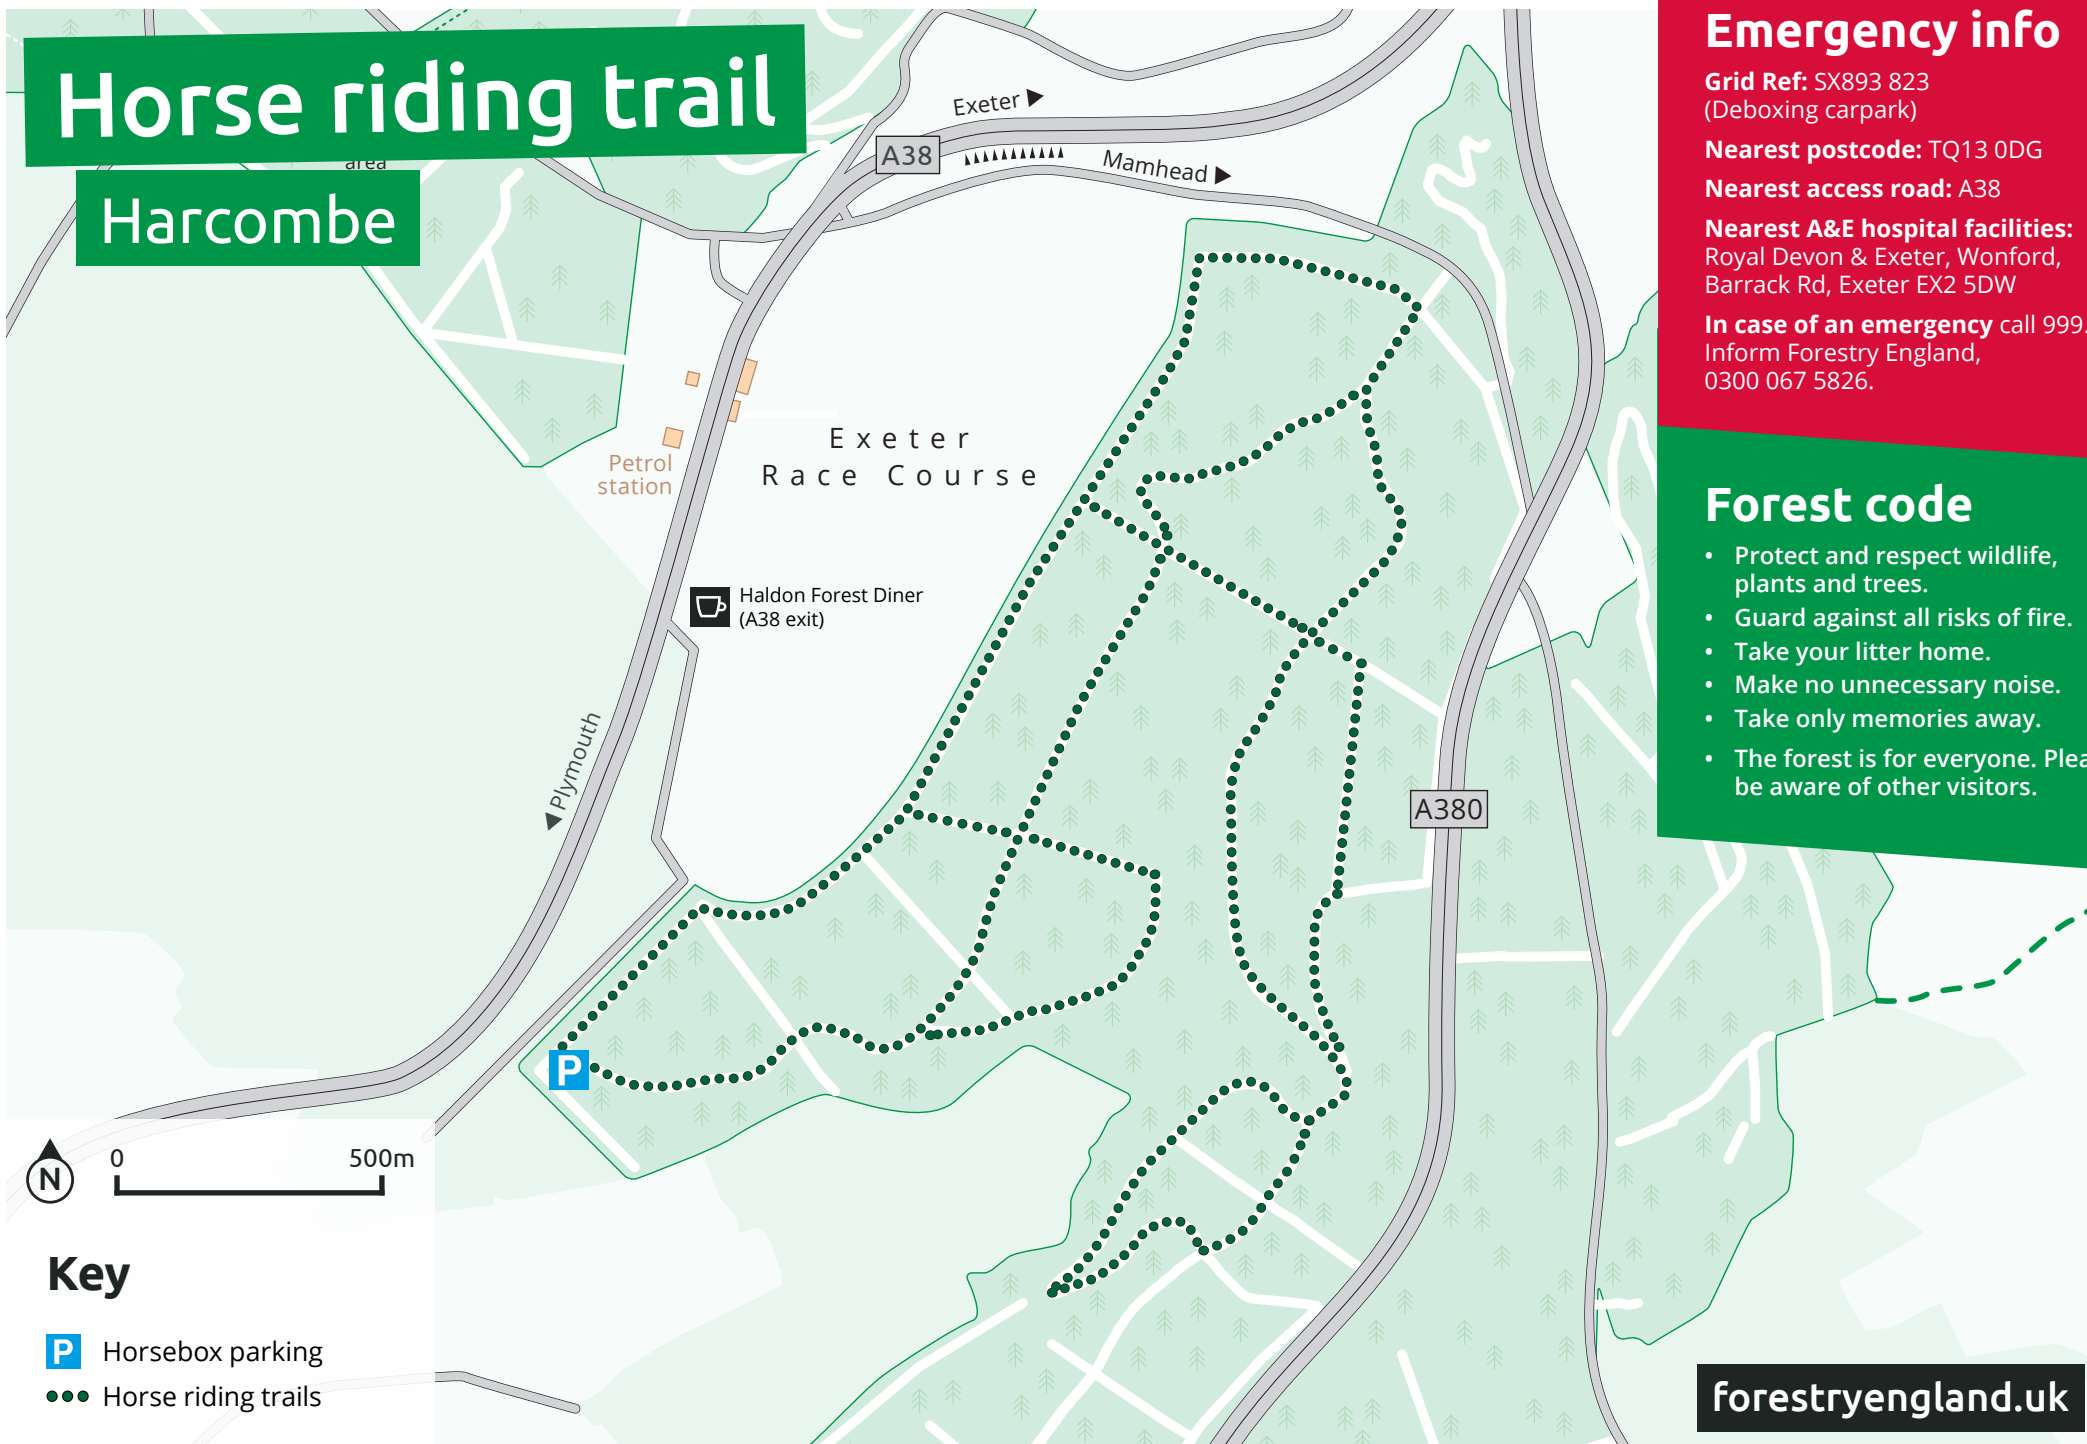 Horse riding trail
area
Harcombe
Exeter
A38
Mamhead
Petrol
station
Exeter
Race Course
Haldon Forest Diner
(A38 exit)
Plymouth
A380
P
0 500m
N
Key
P Horsebox parking
Horse riding trails
Emergency info
Grid Ref: SX893 823
(Deboxing carpark)
Nearest postcode: TQ13 0DG
Nearest access road: A38
Nearest A&E hospital facilities:
Royal Devon & Exeter, Wonford,
Barrack Rd, Exeter EX2 5DW
In case of an emergency call 999.
Inform Forestry England,
0300 067 5826.
Forest code
• Protect and respect wildlife,
plants and trees.
• Guard against all risks of fire.
• Take your litter home.
• Make no unnecessary noise.
• Take only memories away.
• The forest is for everyone. Plea
be aware of other visitors.
forestryengland.uk